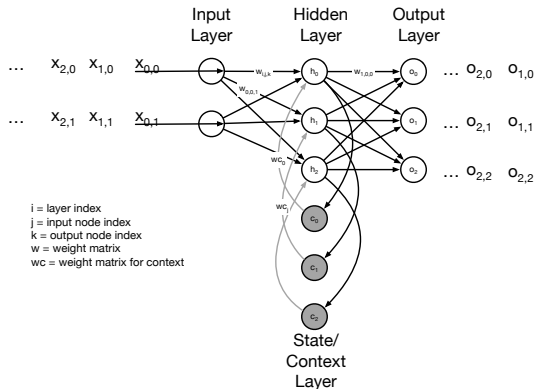 Input
Layer
Hidden
Layer
Output
Layer
... x2,0 x1,0 x0,0
wi,j,k
h0
w1,0,0
o0
... o2,0 o1,0
w0,0,1
... x2,1 x1,1 x0,1
h1
o1
... o2,1 o1,1
wc0
h2
o2
... o2,2 o2,2
wci
i = layer index
j = input node index
k = output node index
w = weight matrix
wc = weight matrix for context
c0
c1
c2
State/
Context
Layer